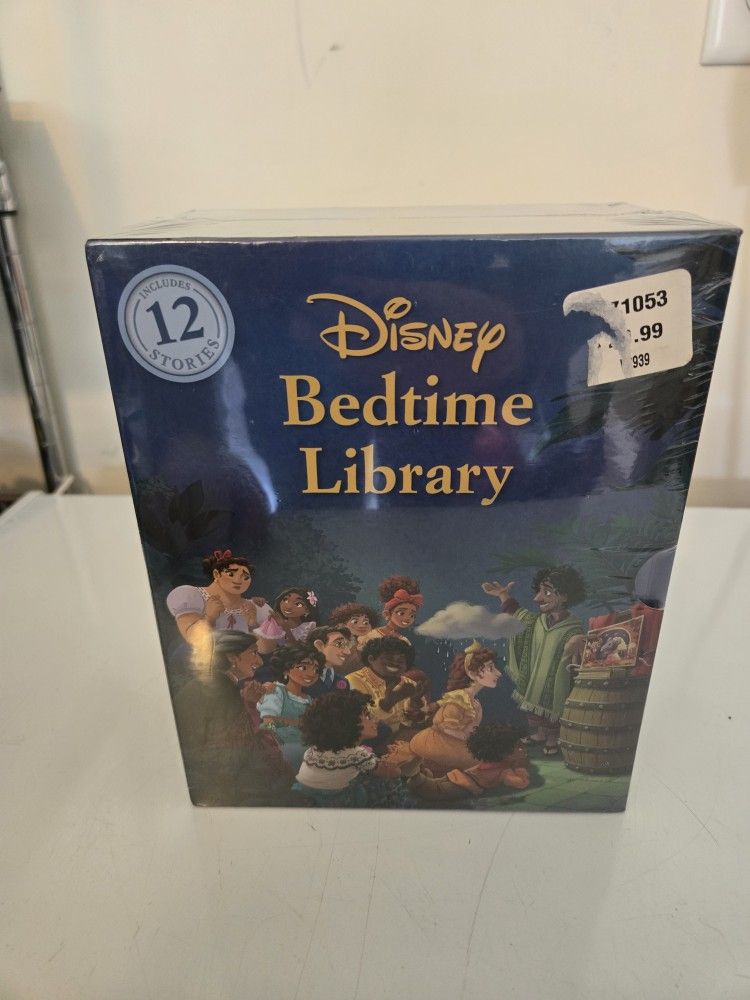 INCLUDES
12
STORIES
DISNEY
Bedtime
Library
1053
.99
939